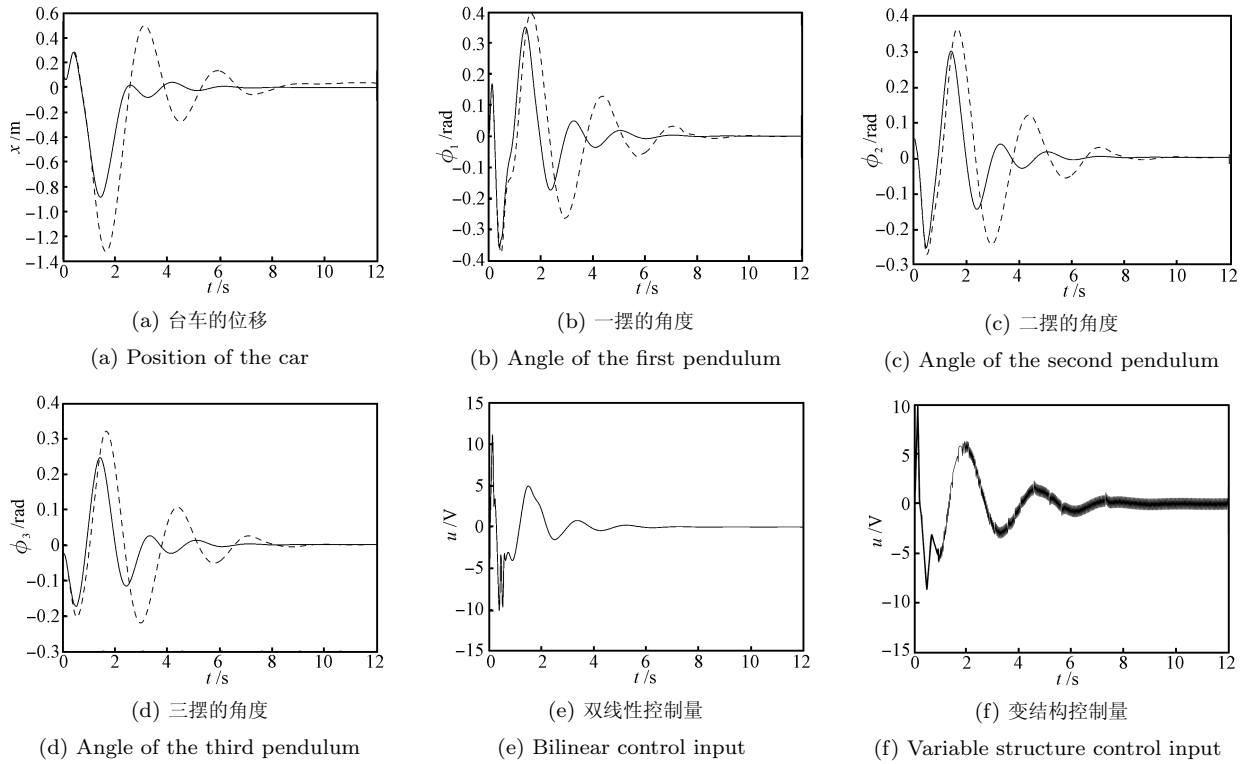 0.6
0.4
0.2
0
−0.2
−0.4
−0.6
−0.8
−1.0
−1.2
−1.4
x /m
0 2 4 6 8 10 12
t /s
(a) 台车的位移
(a) Position of the car
0.4
0.3
0.2
0.1
0
−0.1
−0.2
−0.3
−0.4
ϕ1 /rad
0 2 4 6 8 10 12
t /s
(b) 一摆的角度
(b) Angle of the first pendulum
0.4
0.3
0.2
0.1
0
−0.1
−0.2
−0.3
ϕ2 /rad
0 2 4 6 8 10 12
t /s
(c) 二摆的角度
(c) Angle of the second pendulum
0.4
0.3
0.2
0.1
0
−0.1
−0.2
−0.3
ϕ3 /rad
0 2 4 6 8 10 12
t /s
(d) 三摆的角度
(d) Angle of the third pendulum
15
10
5
0
−5
−10
−15
u /V
0 2 4 6 8 10 12
t /s
(e) 双线性控制量
(e) Bilinear control input
10
5
0
−5
−10
−15
u /V
0 2 4 6 8 10 12
t /s
(f) 变结构控制量
(f) Variable structure control input